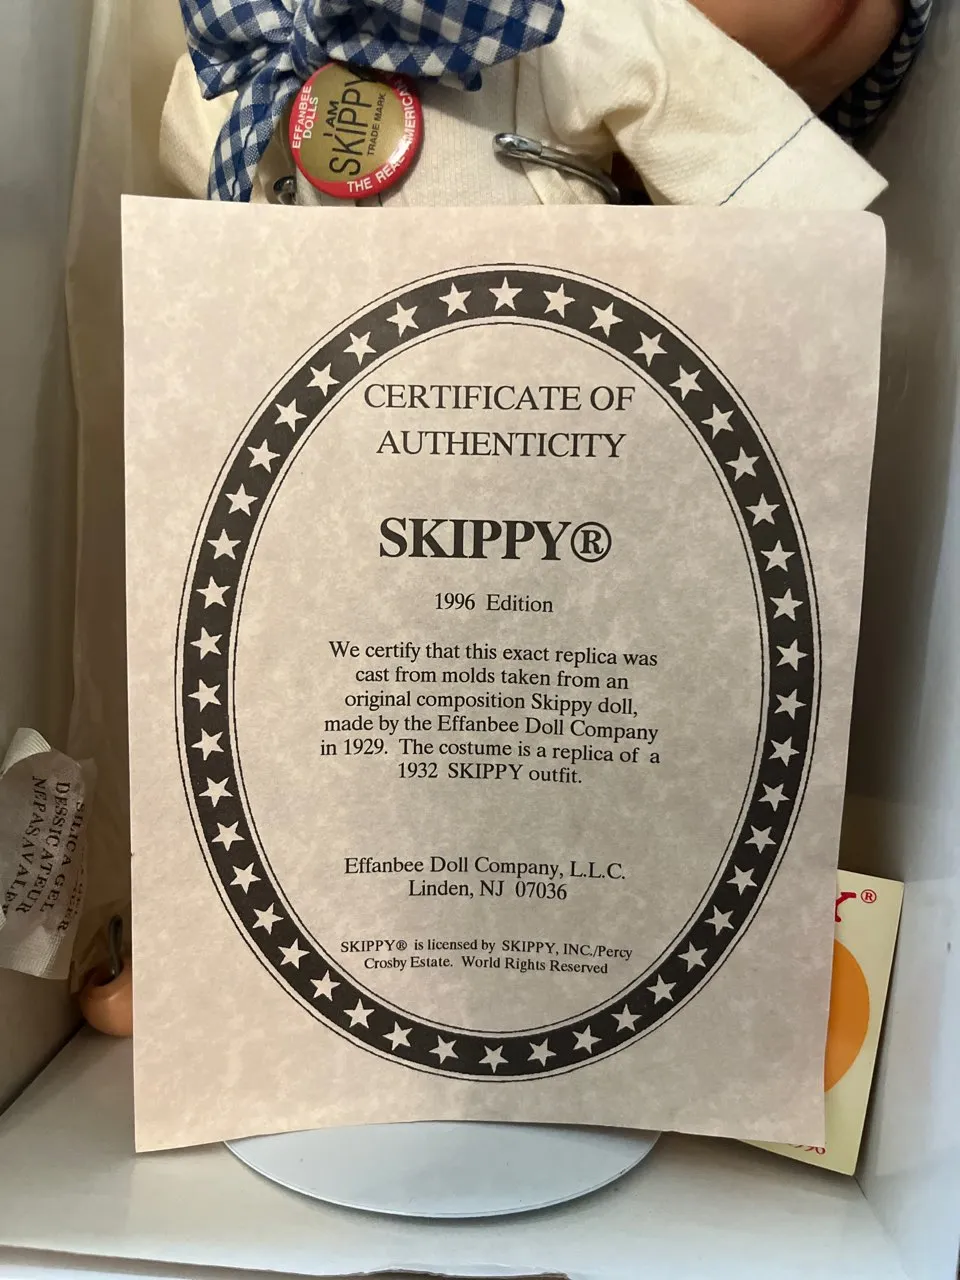 EFFANBEE
DOLLS
I AM
SKIPPY
TRADE MARK
THE REAL AMERICAN
CERTIFICATE OF
AUTHENTICITY
SKIPPY®
1996 Edition
We certify that this exact replica was
cast from molds taken from an
original composition Skippy doll,
made by the Effanbee Doll Company
in 1929. The costume is a replica of a
1932 SKIPPY outfit.
Effanbee Doll Company, L.L.C.
Linden, NJ 07036
SKIPPY® is licensed by SKIPPY, INC./Percy
Crosby Estate. World Rights Reserved
SILICA GEL
DESSICATEUR
Y®